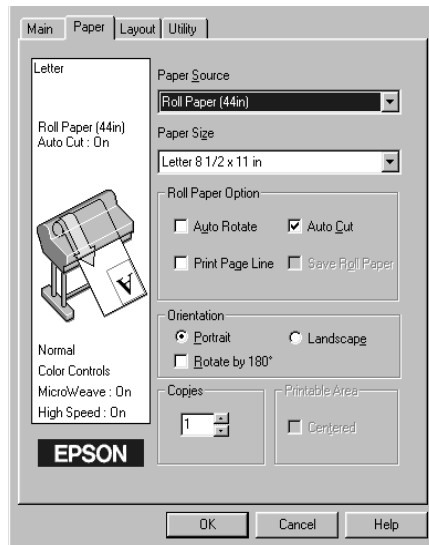 Main Paper Layout Utility
Letter
Roll Paper (44in)
Auto Cut : On
A
Normal
Color Controls
MicroWeave : On
High Speed : On
EPSON
Paper Source
Roll Paper (44in)
Paper Size
Letter 8 1/2 x 11 in
Roll Paper Option
Auto Rotate Auto Cut
Print Page Line Save Roll Paper
Orientation
Portrait Landscape
Rotate by 180°
Copies
1
Printable Area
Centered
OK Cancel Help